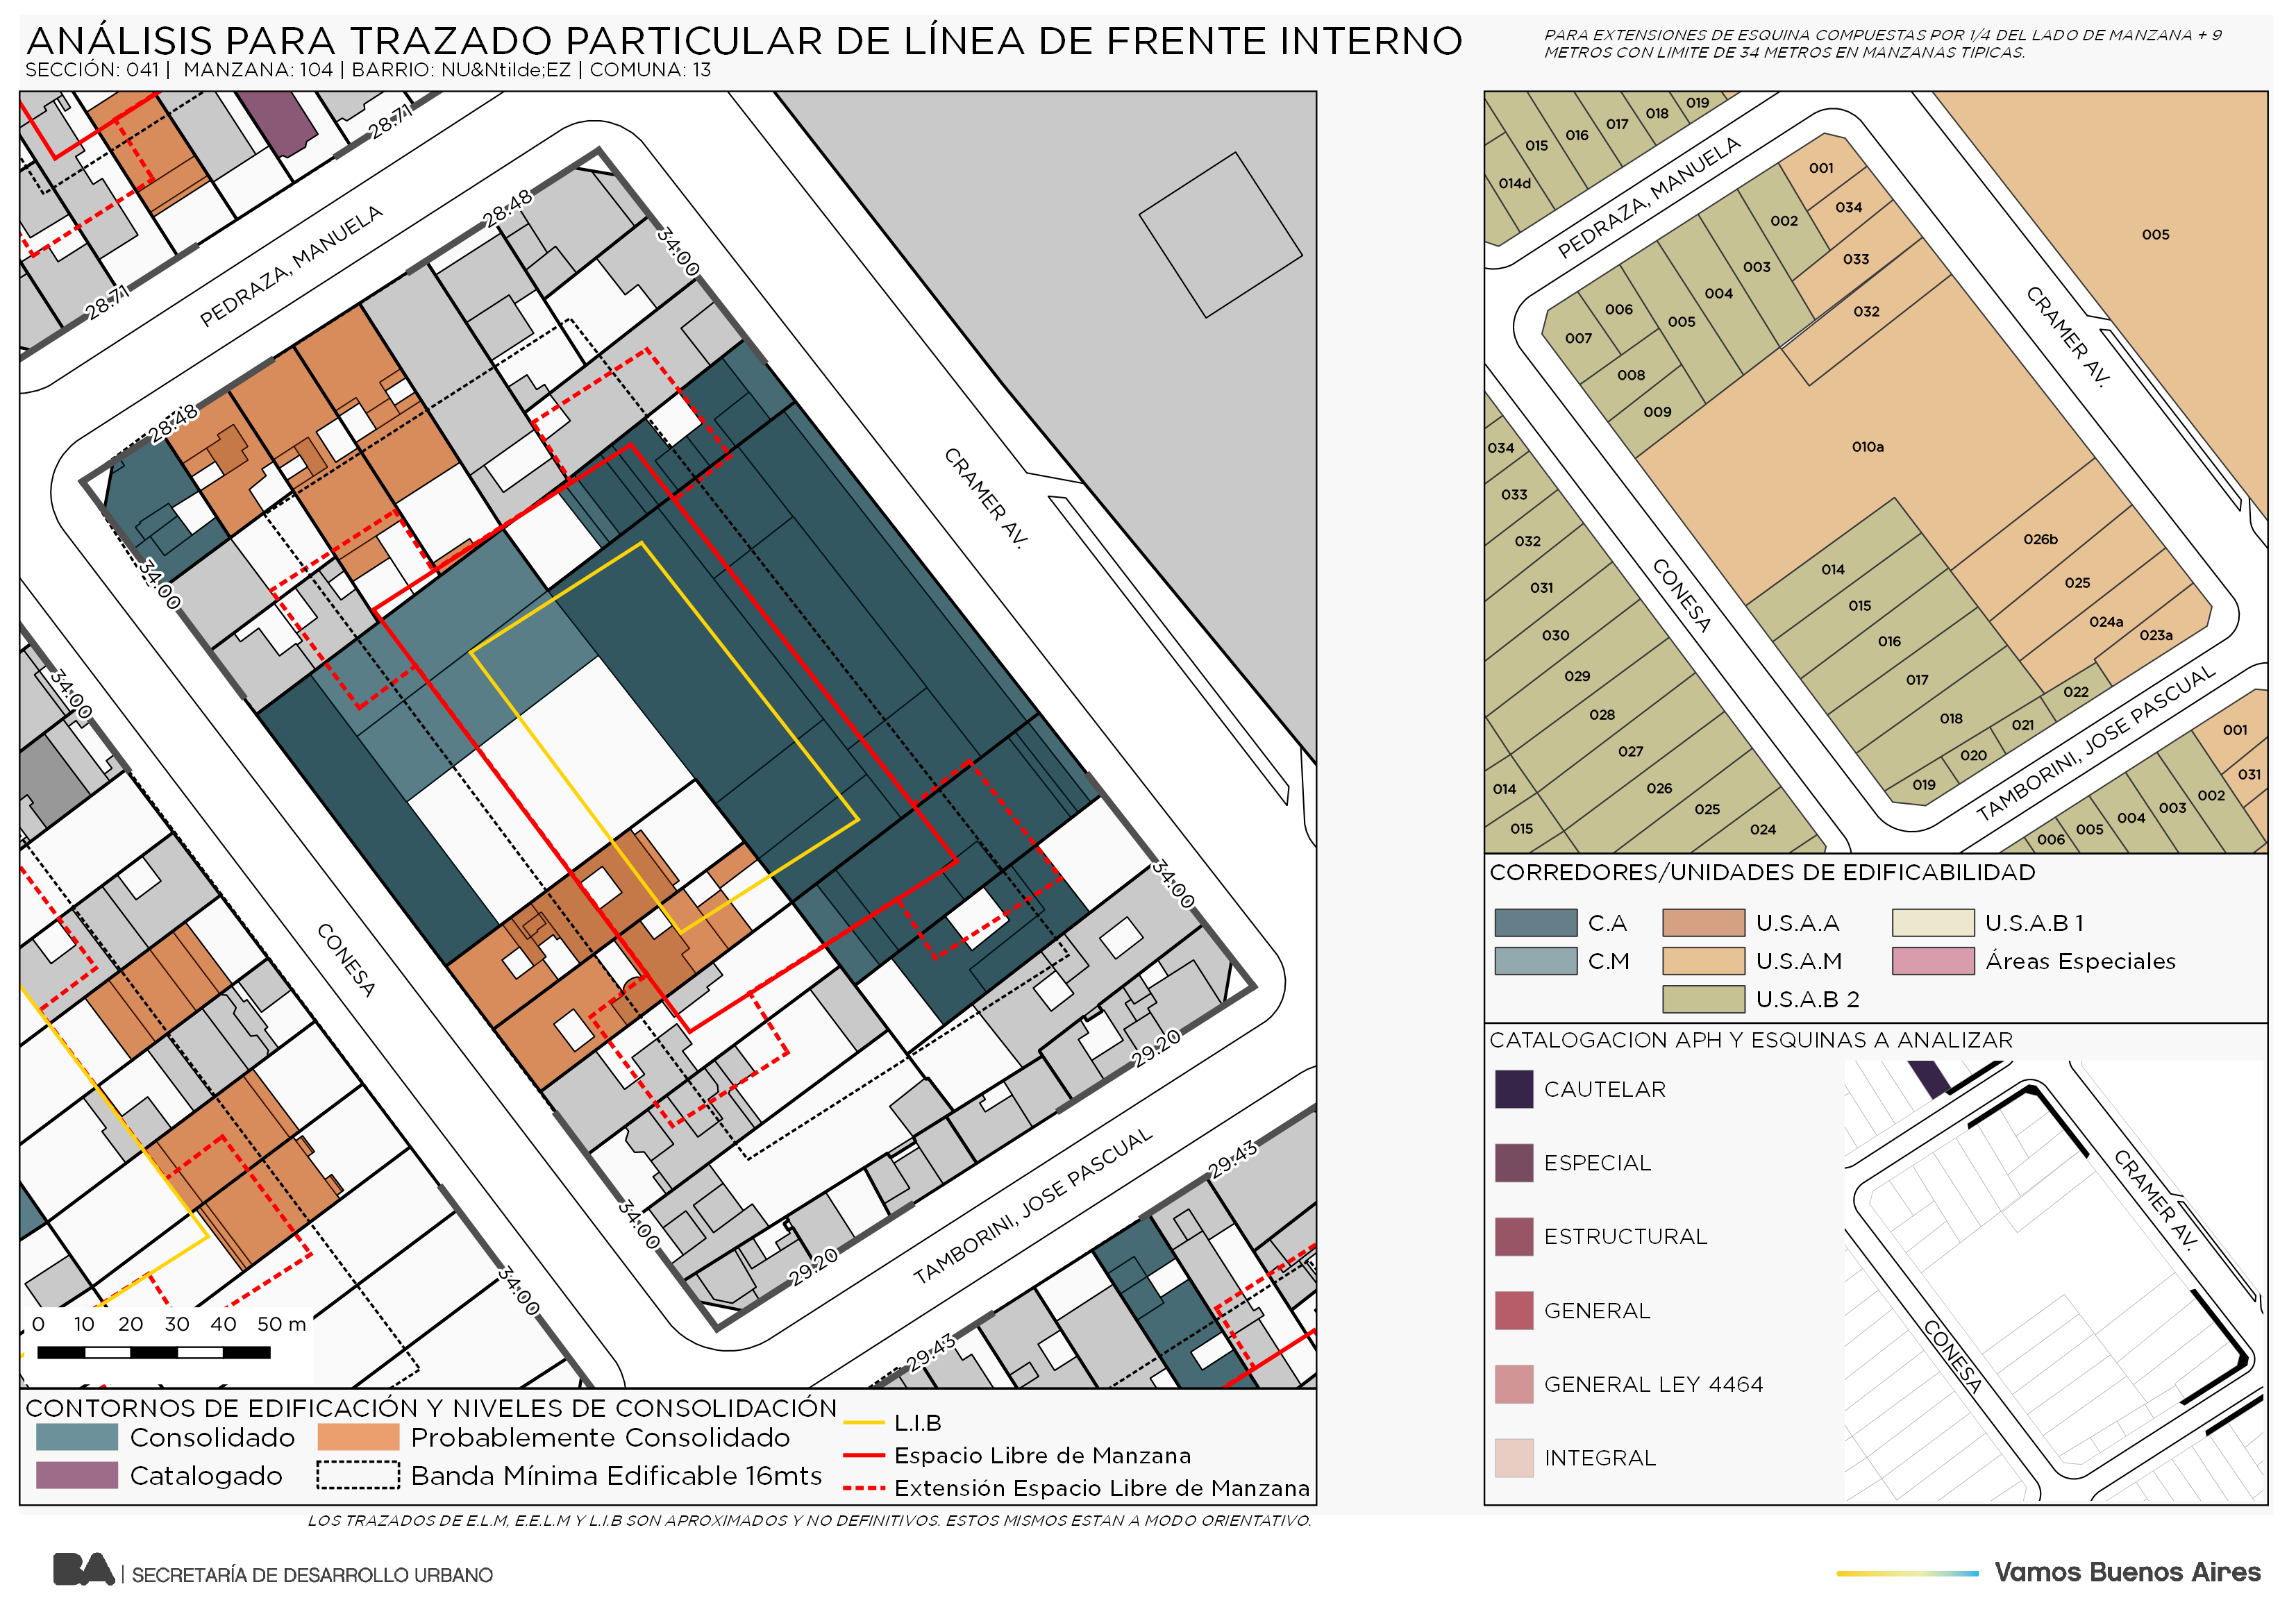 ANÁLISIS PARA TRAZADO PARTICULAR DE LÍNEA DE FRENTE INTERNO
SECCIÓN: 041 | MANZANA: 104 | BARRIO: NU&Ntilde;EZ | COMUNA: 13
PARA EXTENSIONES DE ESQUINA COMPUESTAS POR 1/4 DEL LADO DE MANZANA + 9
METROS CON LIMITE DE 34 METROS EN MANZANAS TIPICAS.
28.71
28.71
PEDRAZA, MANUELA
28.48
28.48
34.00
34.00
34.00
CRAMER AV.
CONESA
34.00
34.00
34.00
29.20
29.20
TAMBORINI, JOSE PASCUAL
29.43
29.43
0 10 20 30 40 50 m
CONTORNOS DE EDIFICACIÓN Y NIVELES DE CONSOLIDACIÓN
Consolidado
Probablemente Consolidado
Catalogado
Banda Mínima Edificable 16mts
L.I.B
Espacio Libre de Manzana
Extensión Espacio Libre de Manzana
LOS TRAZADOS DE E.L.M, E.E.L.M Y L.I.B SON APROXIMADOS Y NO DEFINITIVOS. ESTOS MISMOS ESTAN A MODO ORIENTATIVO.
019
018
017
016
015
014d
PEDRAZA, MANUELA
001
034
002
033
003
004
032
005
006
007
008
009
005
CRAMER AV.
010a
034
033
032
031
030
029
028
027
026
025
024
014
015
CONESA
014
015
016
017
018
019
020
021
022
026b
025
024a
023a
TAMBORINI, JOSE PASCUAL
001
031
002
003
004
005
006
CORREDORES/UNIDADES DE EDIFICABILIDAD
C.A
U.S.A.A
U.S.A.B 1
C.M
U.S.A.M
Áreas Especiales
U.S.A.B 2
CATALOGACION APH Y ESQUINAS A ANALIZAR
CAUTELAR
ESPECIAL
ESTRUCTURAL
GENERAL
GENERAL LEY 4464
INTEGRAL
CRAMER AV.
CONESA
BA | SECRETARÍA DE DESARROLLO URBANO
Vamos Buenos Aires